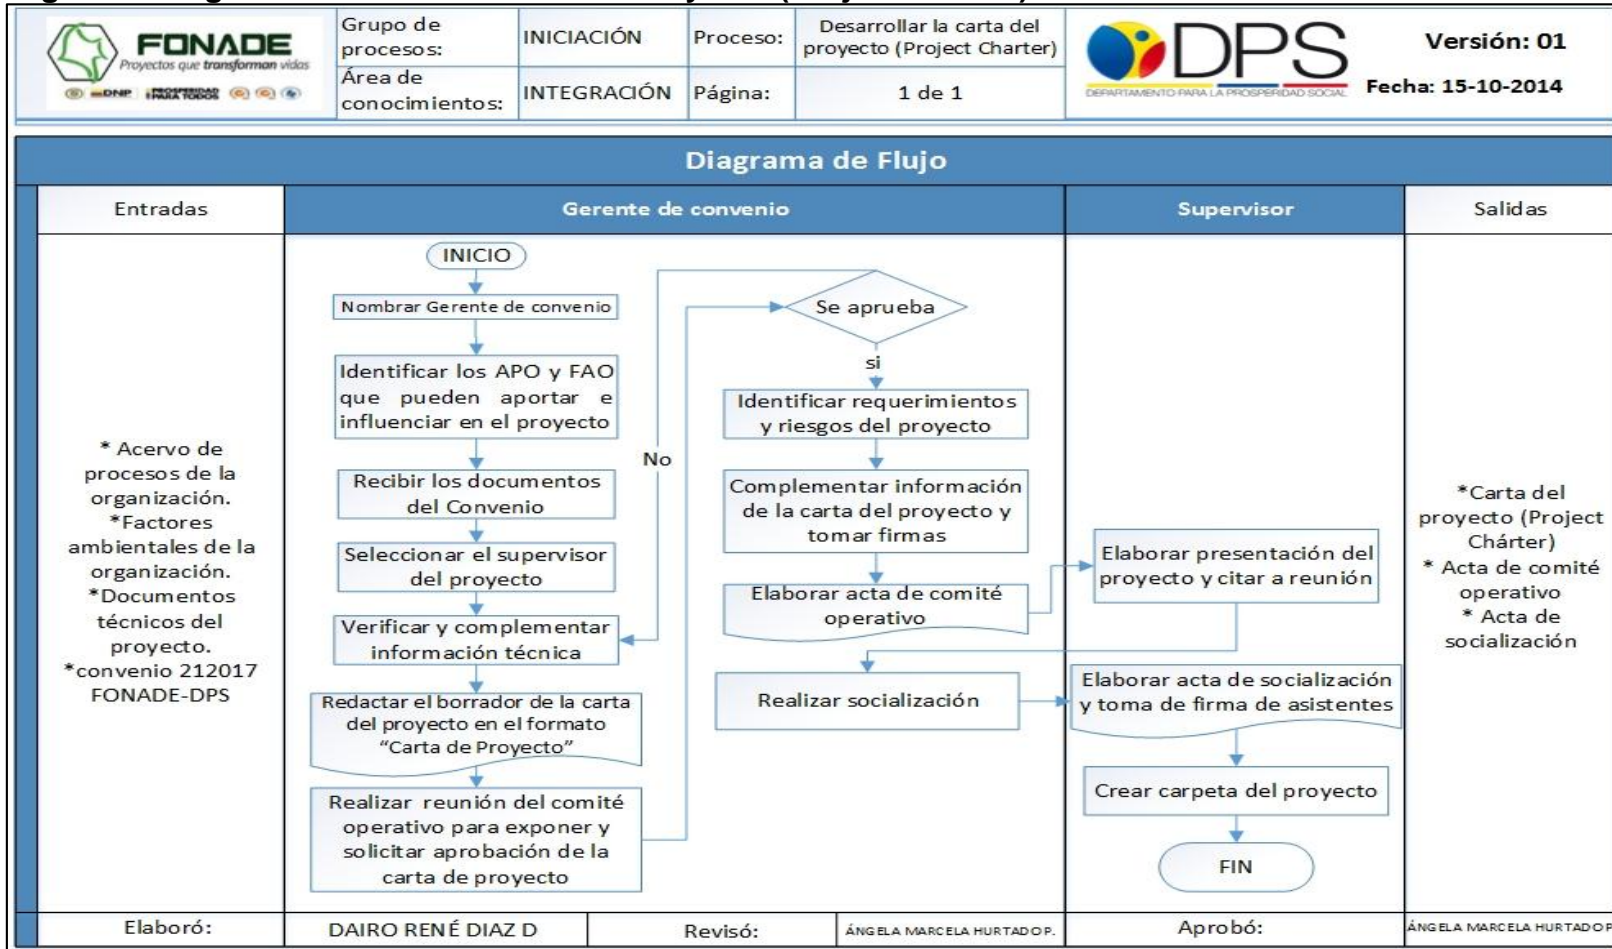 FONADE
Proyectos que transforman vidas
DNP
PROSPERIDAD
PARA TODOS
Grupo de
procesos:
INICIACIÓN
Proceso:
Desarrollar la carta del
proyecto (Project Charter)
Área de
conocimientos:
INTEGRACIÓN
Página:
1 de 1
DPS
DEPARTAMENTO PARA LA PROSPERIDAD SOCIAL
Versión: 01
Fecha: 15-10-2014
Diagrama de Flujo
Entradas
Gerente de convenio
Supervisor
Salidas
* Acervo de
procesos de la
organización.
*Factores
ambientales de la
organización.
*Documentos
técnicos del
proyecto.
*convenio 212017
FONADE-DPS
INICIO
Nombrar Gerente de convenio
Identificar los APO y FAO
que pueden aportar e
influenciar en el proyecto
Recibir los documentos
del Convenio
Seleccionar el supervisor
del proyecto
Verificar y complementar
información técnica
Redactar el borrador de la carta
del proyecto en el formato
“Carta de Proyecto”
Realizar reunión del comité
operativo para exponer y
solicitar aprobación de la
carta de proyecto
No
Se aprueba
si
Identificar requerimientos
y riesgos del proyecto
Complementar información
de la carta del proyecto y
tomar firmas
Elaborar acta de comité
operativo
Realizar socialización
Elaborar presentación del
proyecto y citar a reunión
Elaborar acta de socialización
y toma de firma de asistentes
Crear carpeta del proyecto
FIN
*Carta del
proyecto (Project
Chárter)
* Acta de comité
operativo
* Acta de
socialización
Elaboró:
DAIRO RENÉ DIAZ D
Revisó:
ÁNGELA MARCELA HURTADO P.
Aprobó:
ÁNGELA MARCELA HURTADO P